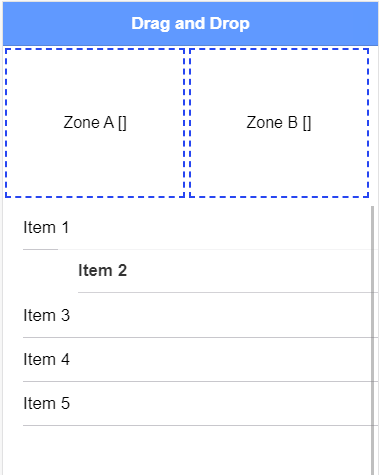 Drag and Drop
Zone A []
Zone B []
Item 1
Item 2
Item 3
Item 4
Item 5